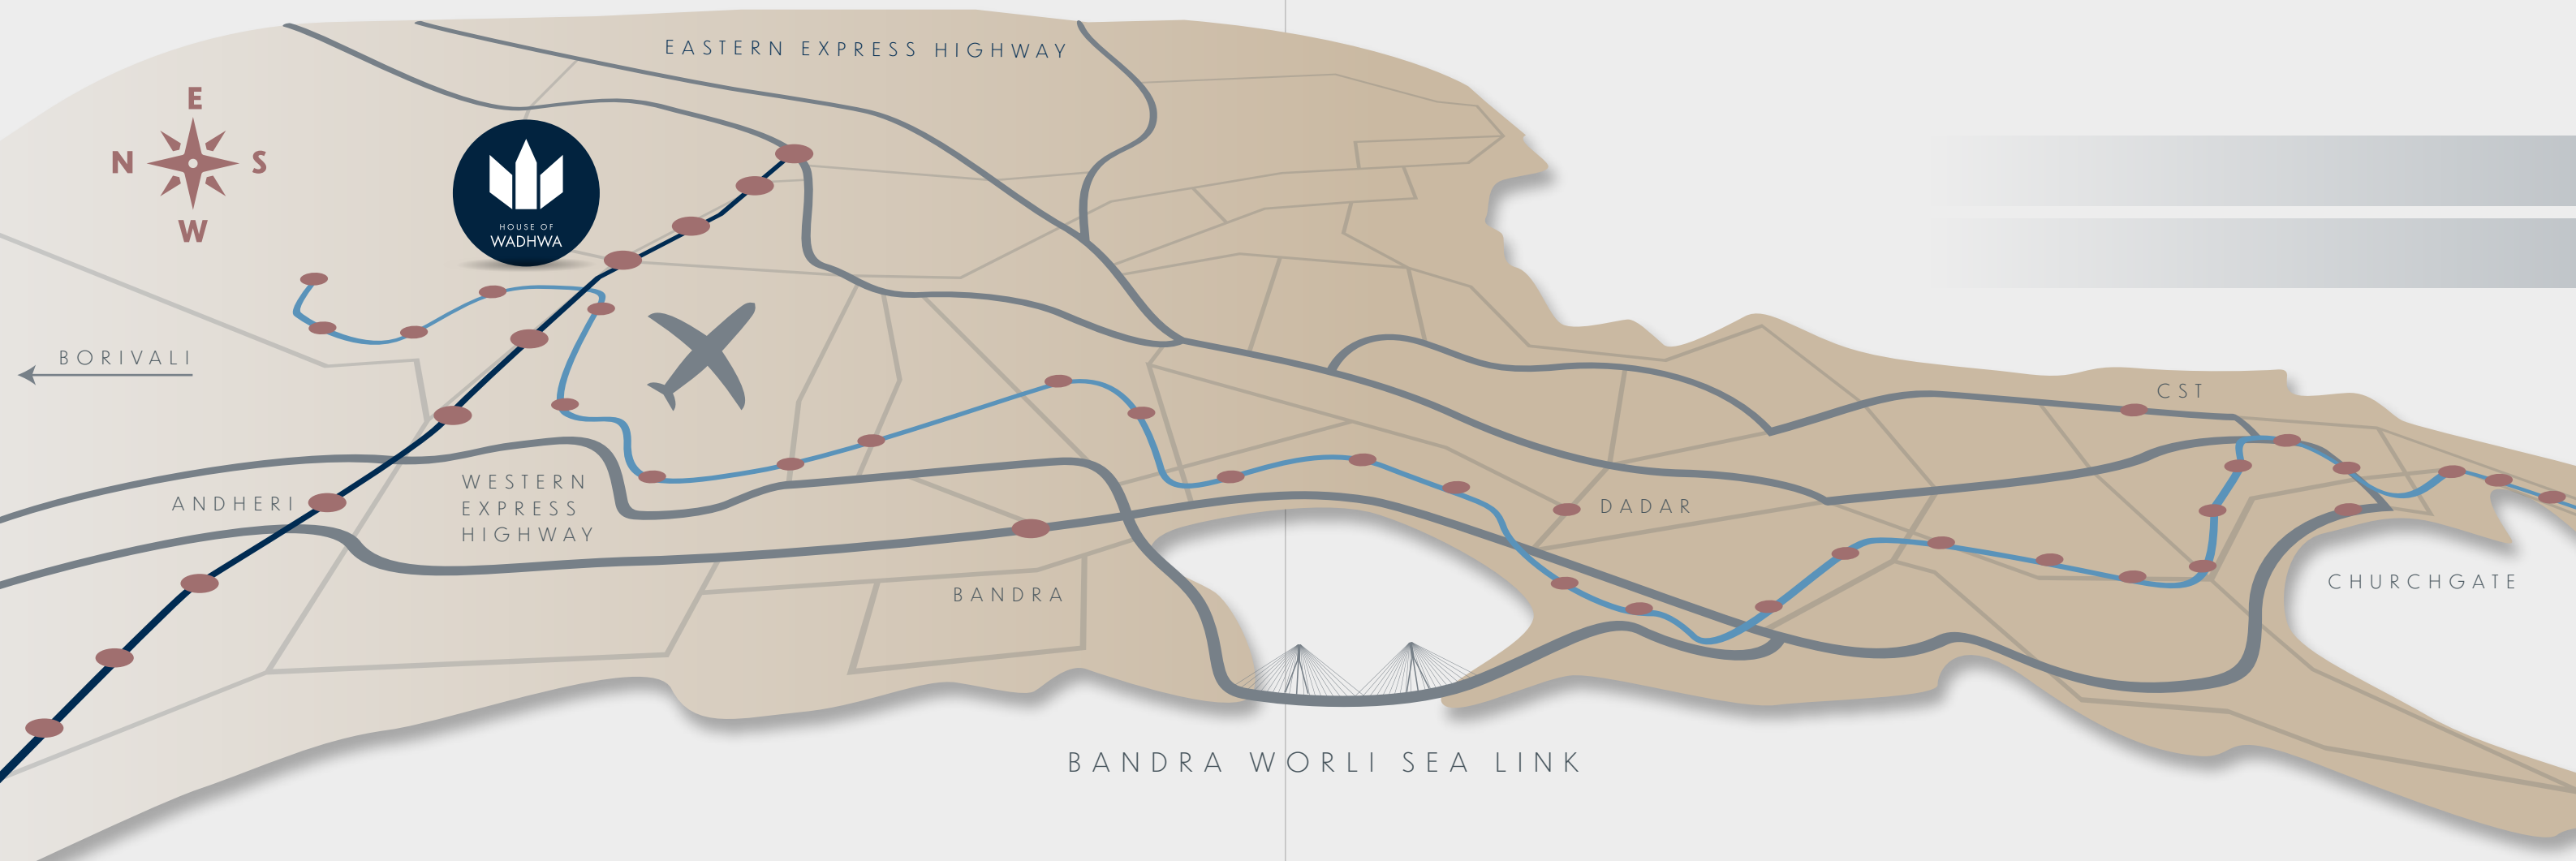 EASTERN EXPRESS HIGHWAY
E
N
S
W
HOUSE OF
WADHWA
BORIVALI
CST
WESTERN
EXPRESS
HIGHWAY
ANDHERI
DADAR
BANDRA
CHURCHGATE
BANDRA WORLI SEA LINK